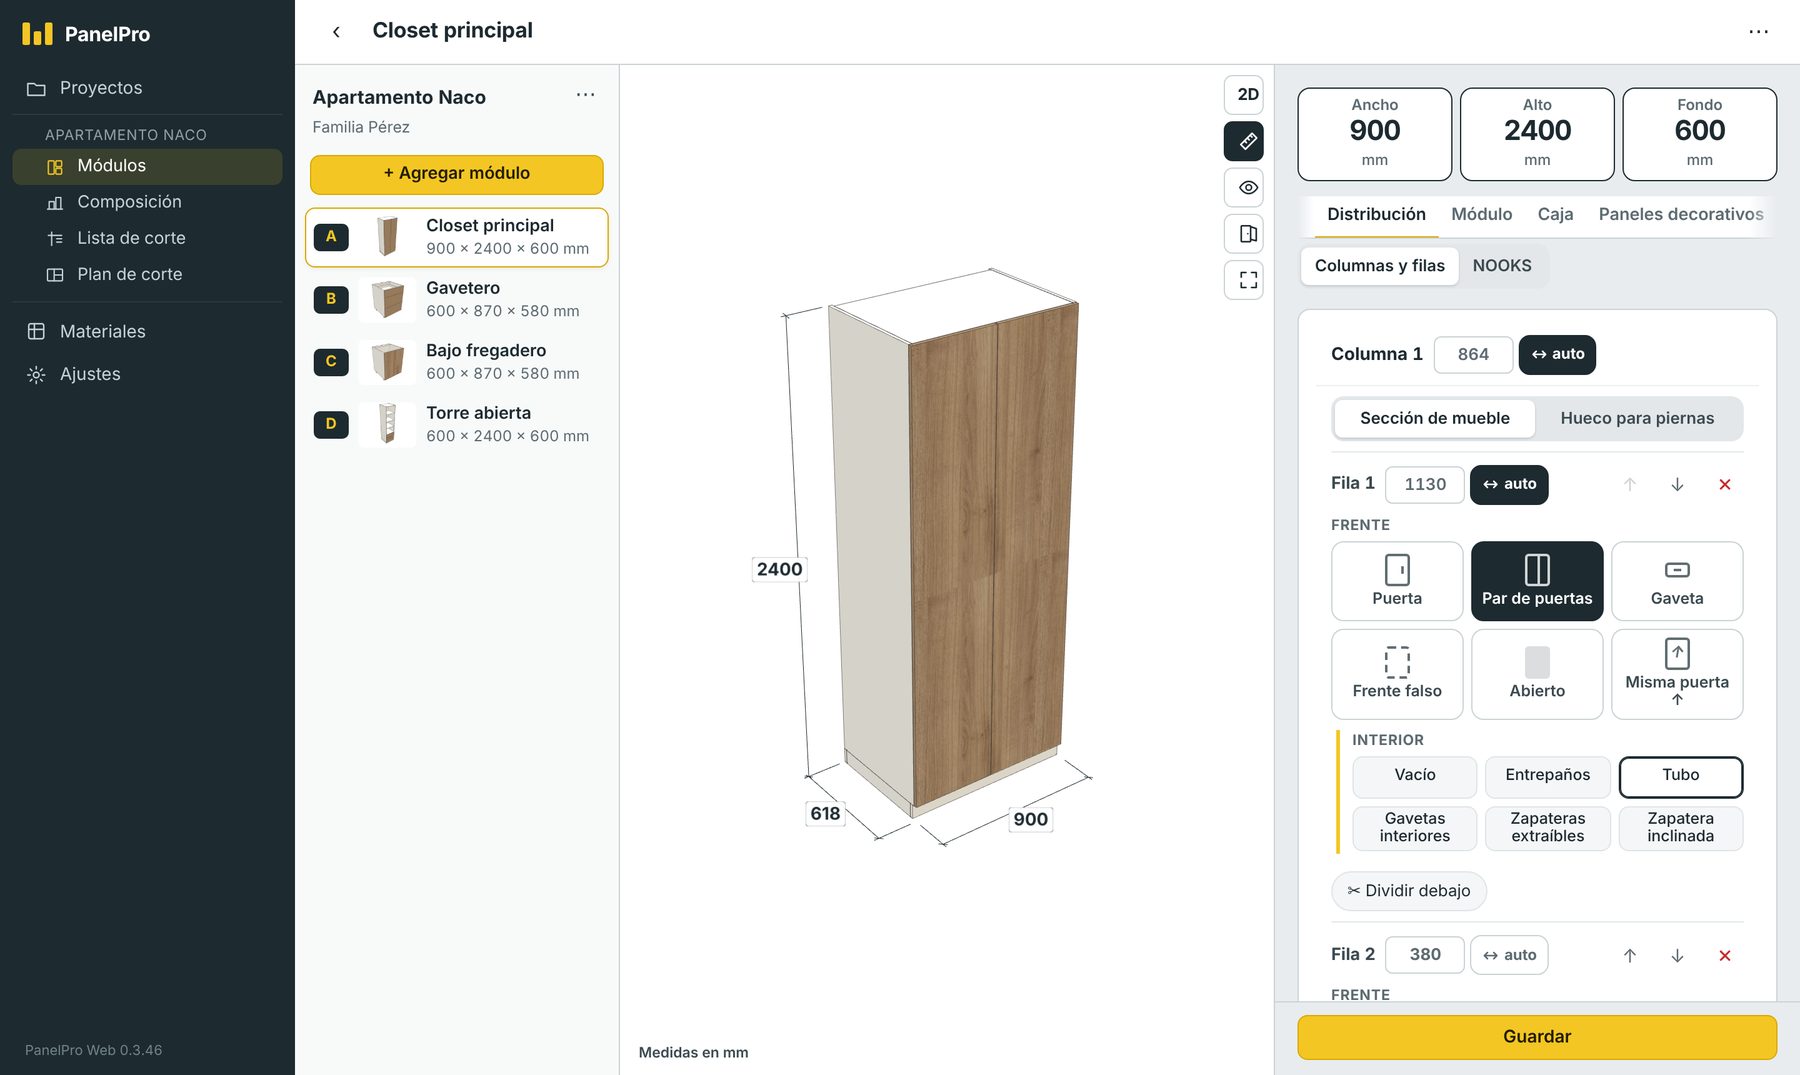 PanelPro
Proyectos
APARTAMENTO NACO
Módulos
Composición
Lista de corte
Plan de corte
Materiales
Ajustes
PanelPro Web 0.3.46
‹ Closet principal
...
Apartamento Naco
...
Familia Pérez
+ Agregar módulo
A
Closet principal
900 × 2400 × 600 mm
B
Gavetero
600 × 870 × 580 mm
C
Bajo fregadero
600 × 870 × 580 mm
D
Torre abierta
600 × 2400 × 600 mm
2D
2400
618
900
Medidas en mm
Ancho
900
mm
Alto
2400
mm
Fondo
600
mm
Distribución Módulo Caja Paneles decorativos
Columnas y filas NOOKS
Columna 1 864 ↔ auto
Sección de mueble Hueco para piernas
Fila 1 1130 ↔ auto ↑ ↓ ×
FRENTE
Puerta
Par de puertas
Gaveta
Frente falso
Abierto
Misma puerta
↑
INTERIOR
Vacío
Entrepaños
Tubo
Gavetas
interiores
Zapateras
extraíbles
Zapatera
inclinada
✂ Dividir debajo
Fila 2 380 ↔ auto ↑ ↓ ×
FRENTE
Guardar